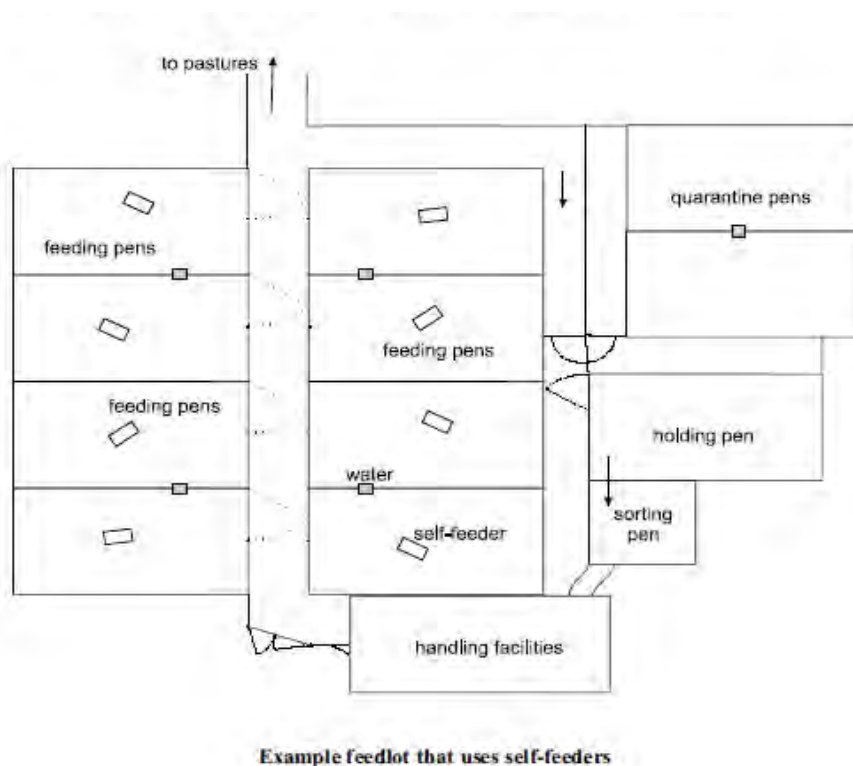 to pastures
quarantine pens
feeding pens
feeding pens
feeding pens
holding pen
water
sorting
pen
self-feeder
handling facilities
Example feedlot that uses self-feeders